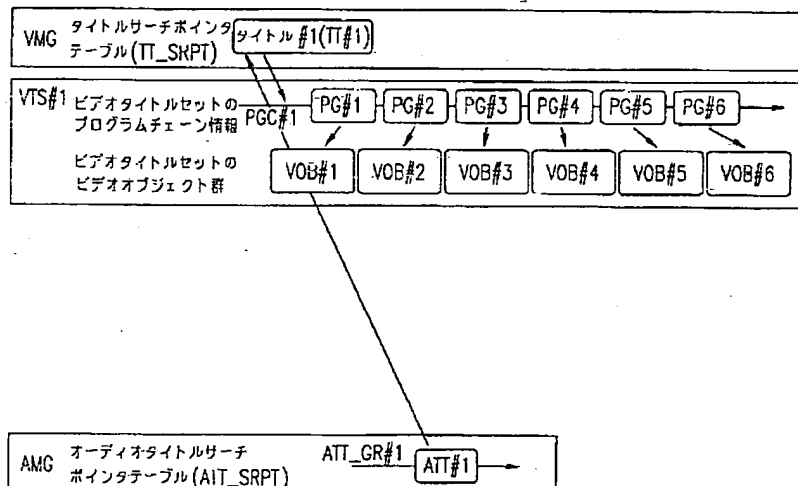 VMG タイトルサーチポインタ
テーブル(TT_SRPT)
タイトル #1(TT#1)
VTS#1 ビデオタイトルセットの
プログラムチェーン情報
PGC#1
PG#1 PG#2 PG#3 PG#4 PG#5 PG#6
ビデオタイトルセットの
ビデオオブジェクト群
VOB#1 VOB#2 VOB#3 VOB#4 VOB#5 VOB#6
AMG オーディオタイトルサーチ
ポインタテーブル(AIT_SRPT)
ATT_GR#1
ATT#1